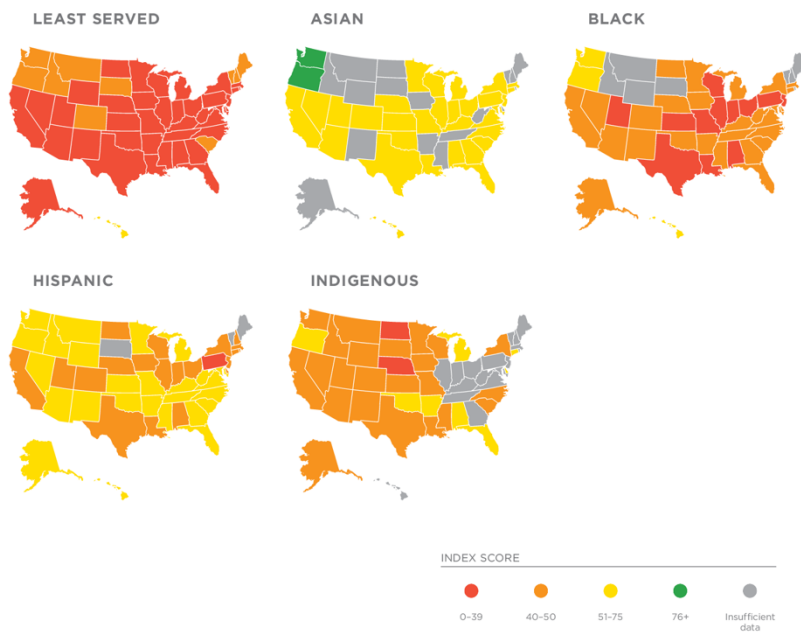 LEAST SERVED
ASIAN
BLACK
HISPANIC
INDIGENOUS
INDEX SCORE
0–39
40–50
51–75
76+
Insufficient
data